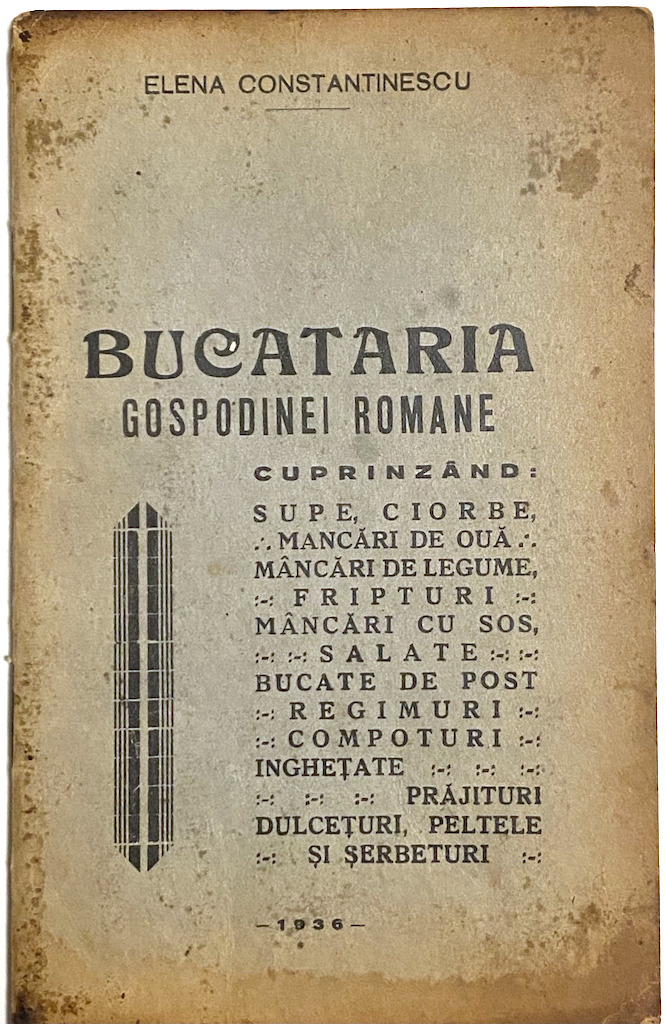 ELENA CONSTANTINESCU
BUCATARIA
GOSPODINEI ROMANE
CUPRINZÂND:
SUPE, CIORBE,
.·. MANCĂRI DE OUĂ .·.
MÂNCĂRI DE LEGUME,
:-: FRIPTURI :-:
MÂNCĂRI CU SOS,
:-: :-: SALATE :-: :-:
BUCATE DE POST
:-: REGIMURI :-:
:-: COMPOTURI :-:
INGHEȚATE :-: :-: :-:
:-: :-: :-: PRĂJITURI
DULCEȚURI, PELTELE
:-: ȘI ȘERBETURI :-:
—1936—